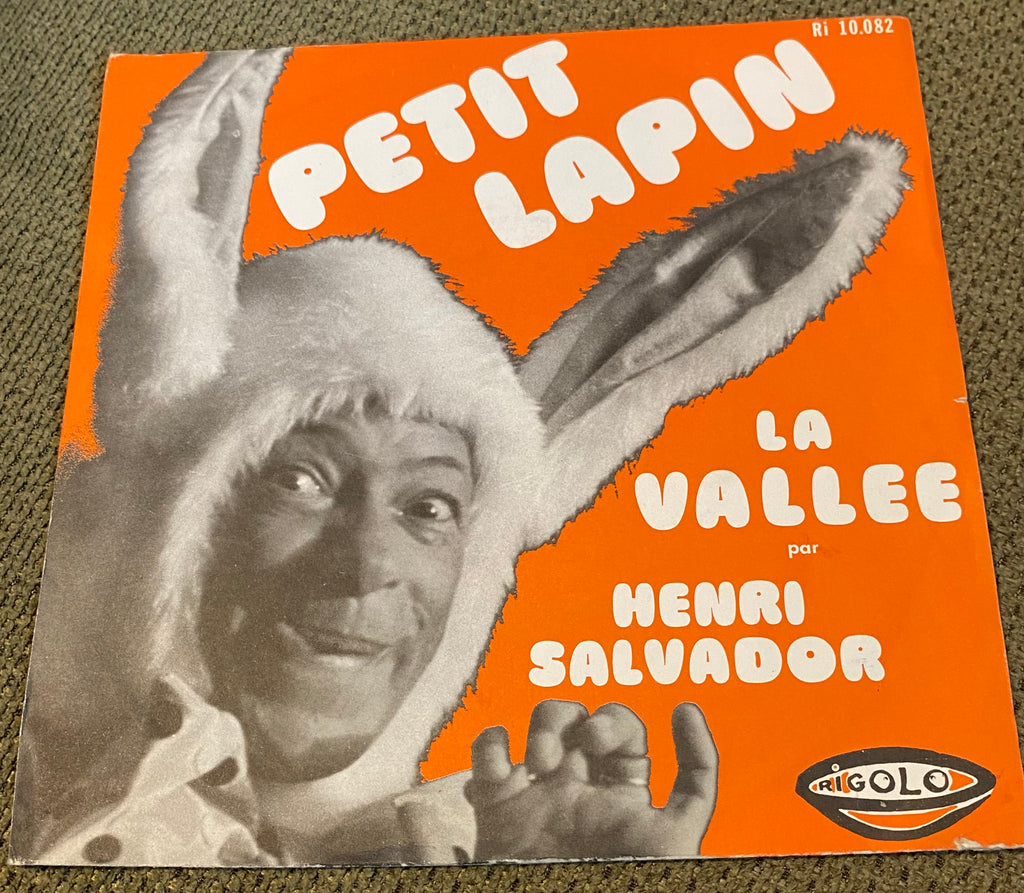 Ri 10.082
PETIT
LAPIN
LA
VALLEE
par
HENRI
SALVADOR
RIGOLO